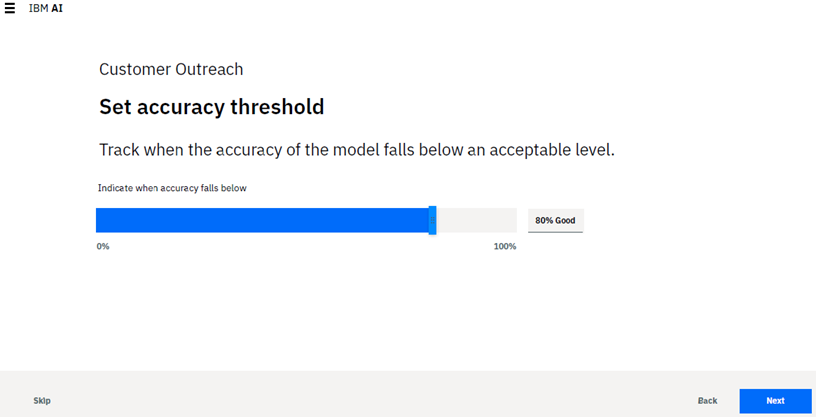 IBM AI
Customer Outreach
Set accuracy threshold
Track when the accuracy of the model falls below an acceptable level.
Indicate when accuracy falls below
80% Good
0% 100%
Skip Back Next